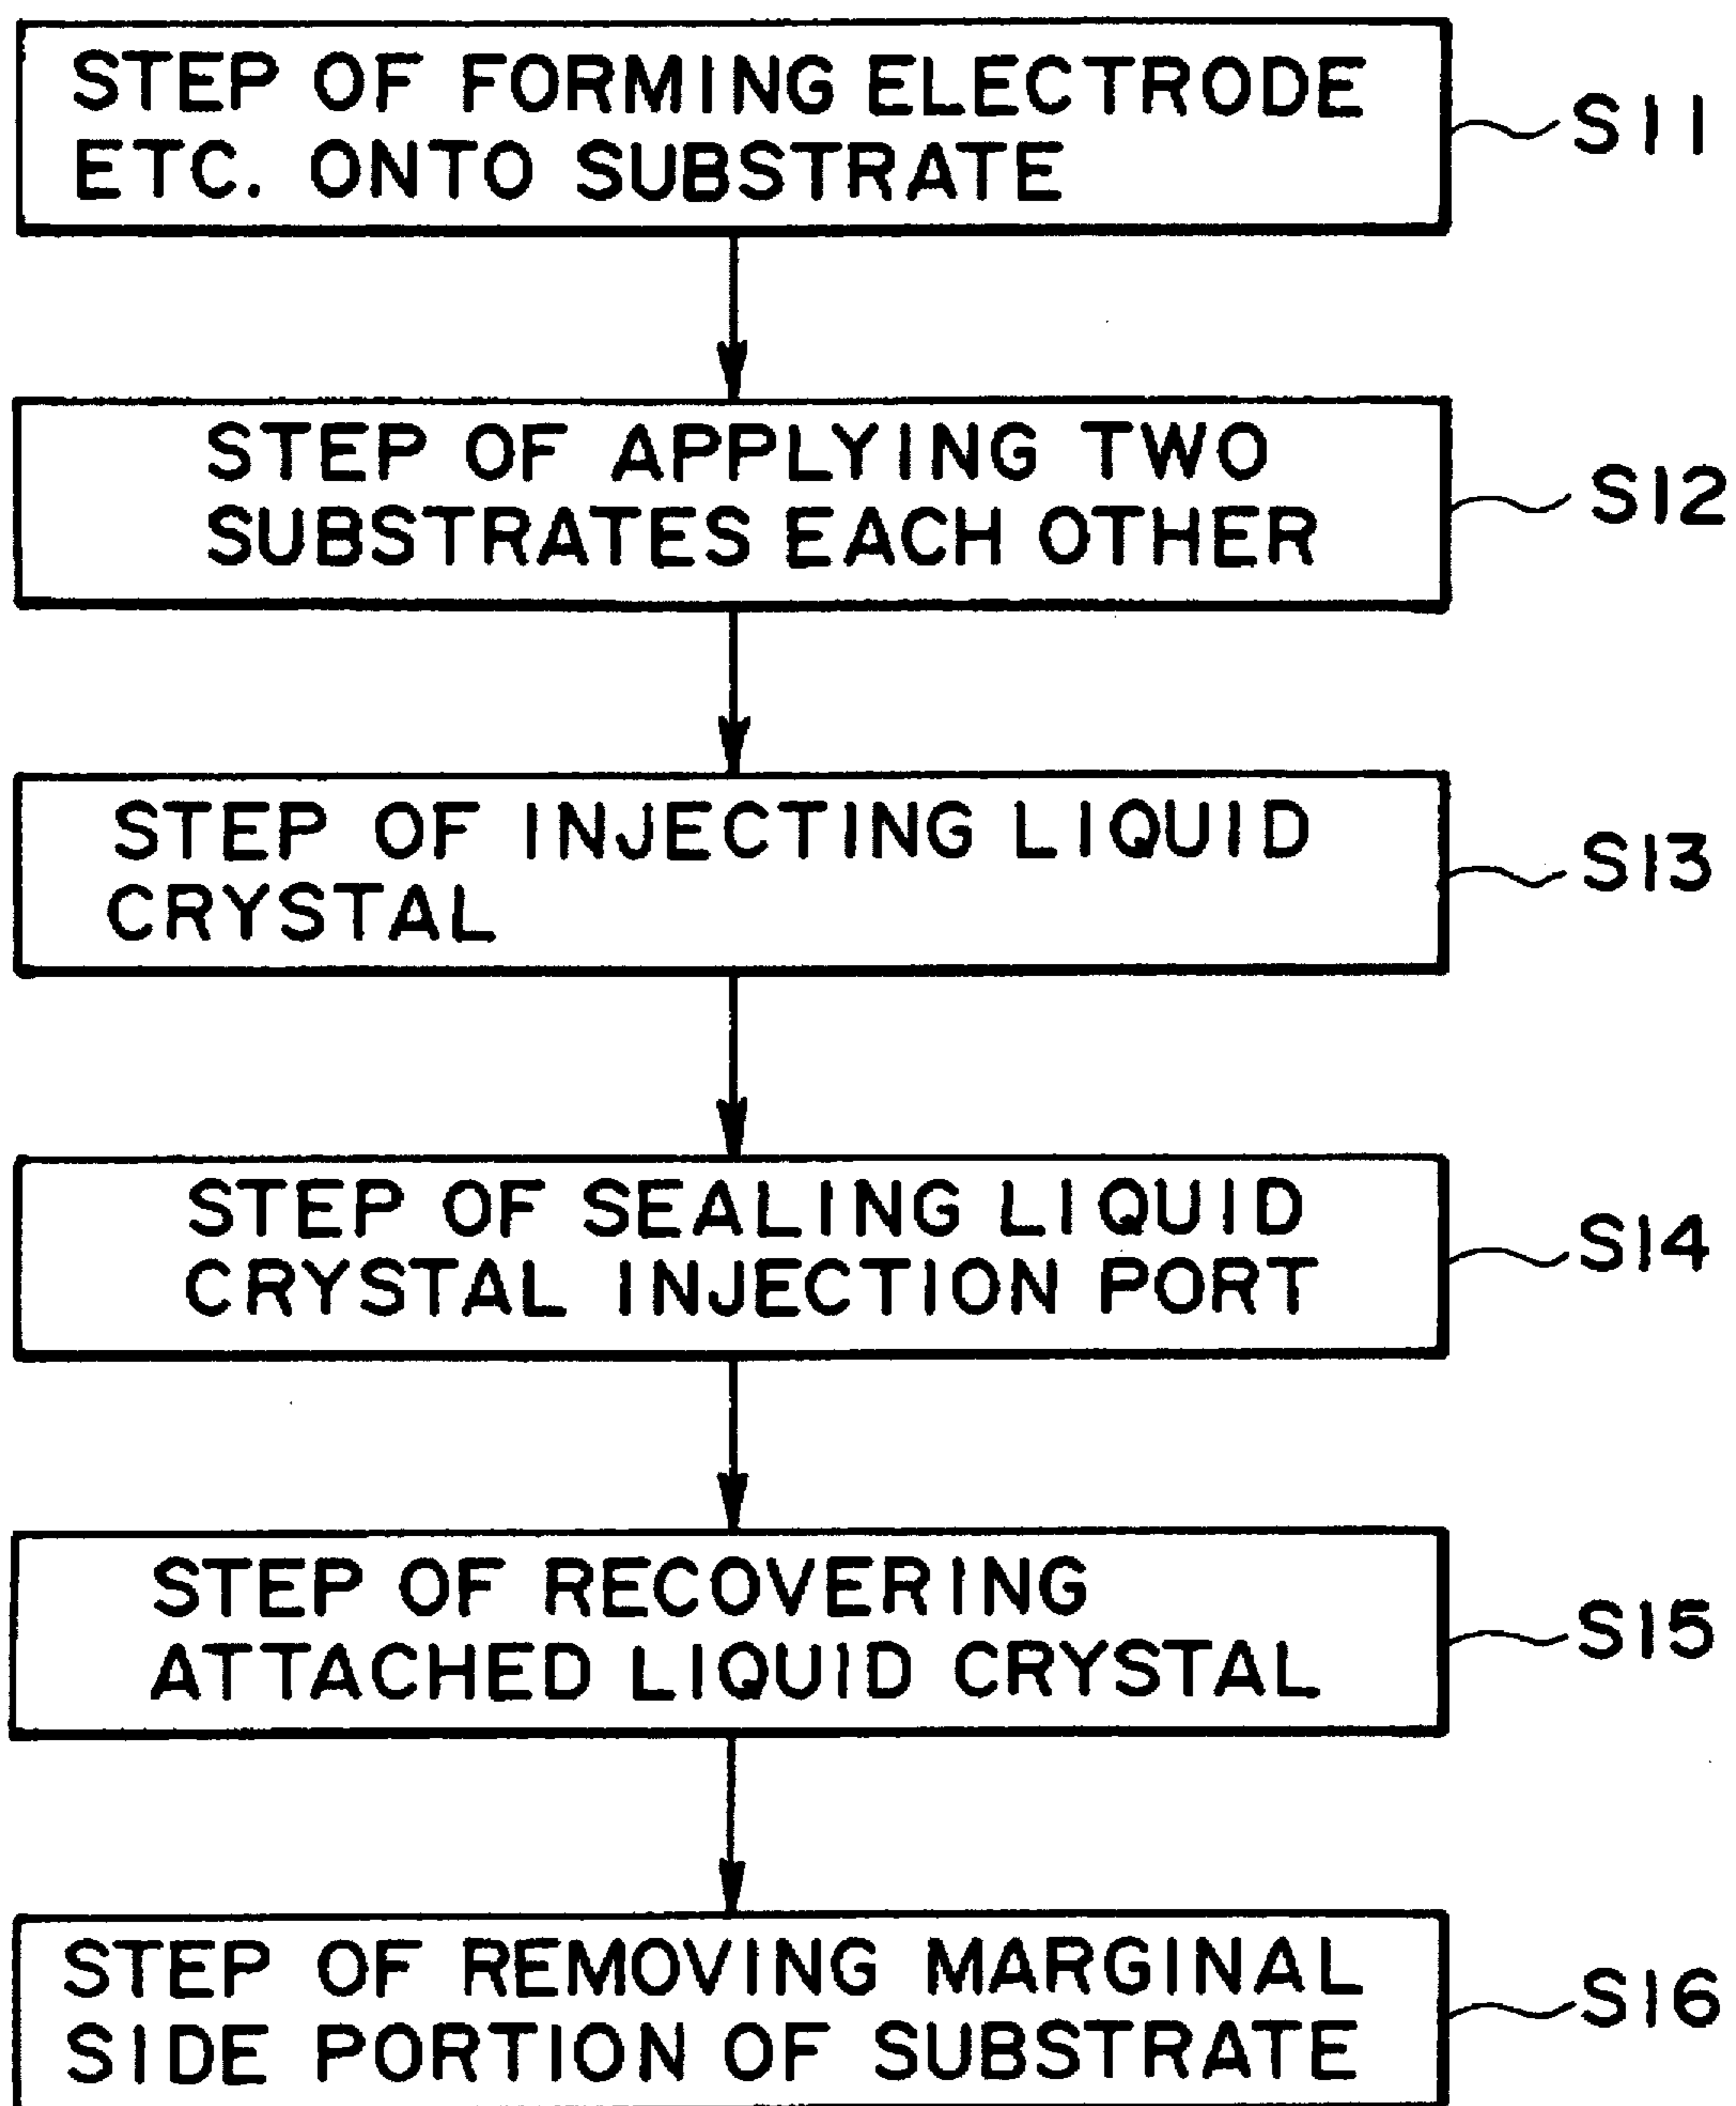 STEP OF FORMING ELECTRODE
ETC. ONTO SUBSTRATE
S11
STEP OF APPLYING TWO
SUBSTRATES EACH OTHER
S12
STEP OF INJECTING LIQUID
CRYSTAL
S13
STEP OF SEALING LIQUID
CRYSTAL INJECTION PORT
S14
STEP OF RECOVERING
ATTACHED LIQUID CRYSTAL
S15
STEP OF REMOVING MARGINAL
SIDE PORTION OF SUBSTRATE
S16